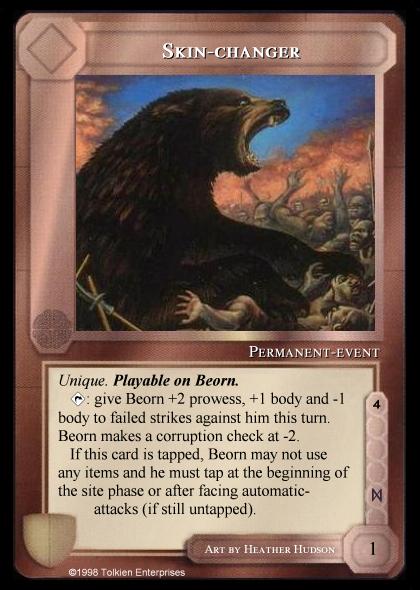 SKIN-CHANGER
PERMANENT-EVENT
Unique. Playable on Beorn.
: give Beorn +2 prowess, +1 body and -1
body to failed strikes against him this turn.
Beorn makes a corruption check at -2.
If this card is tapped, Beorn may not use
any items and he must tap at the beginning of
the site phase or after facing automatic-
attacks (if still untapped).
4
ART BY HEATHER HUDSON
1
©1998 Tolkien Enterprises